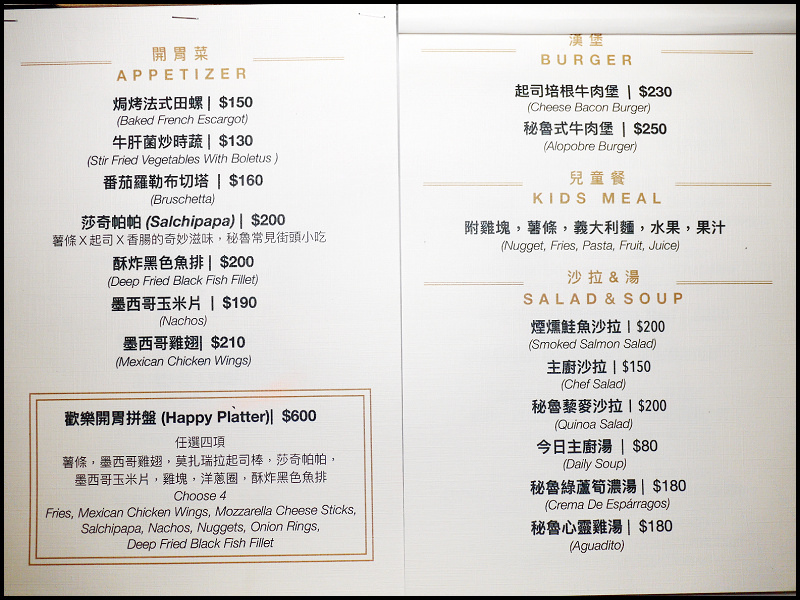 開胃菜
APPETIZER
焗烤法式田螺| $150
(Baked French Escargot)
牛肝菌炒時蔬| $130
(Stir Fried Vegetables With Boletus )
番茄羅勒布切塔 | $160
(Bruschetta)
莎奇帕帕 (Salchipapa) | $200
薯條X起司X香腸的奇妙滋味，秘魯常見街頭小吃
酥炸黑色魚排| $200
(Deep Fried Black Fish Fillet)
墨西哥玉米片 | $190
(Nachos)
墨西哥雞翅| $210
(Mexican Chicken Wings)
歡樂開胃拼盤 (Happy Platter)| $600
任選四項
薯條，墨西哥雞翅，莫扎瑞拉起司棒，莎奇帕帕，
墨西哥玉米片，雞塊，洋蔥圈，酥炸黑色魚排
Choose 4
Fries, Mexican Chicken Wings, Mozzarella Cheese Sticks,
Salchipapa, Nachos, Nuggets, Onion Rings,
Deep Fried Black Fish Fillet
漢堡
BURGER
起司培根牛肉堡 | $230
(Cheese Bacon Burger)
秘魯式牛肉堡 | $250
(Alopobre Burger)
兒童餐
KIDS MEAL
附雞塊，薯條，義大利麵，水果，果汁
(Nugget, Fries, Pasta, Fruit, Juice)
沙拉&湯
SALAD&SOUP
煙燻鮭魚沙拉 | $200
(Smoked Salmon Salad)
主廚沙拉 | $150
(Chef Salad)
秘魯藜麥沙拉 | $200
(Quinoa Salad)
今日主廚湯 | $80
(Daily Soup)
秘魯綠蘆筍濃湯 | $180
(Crema De Espárragos)
秘魯心靈雞湯 | $180
(Aguadito)